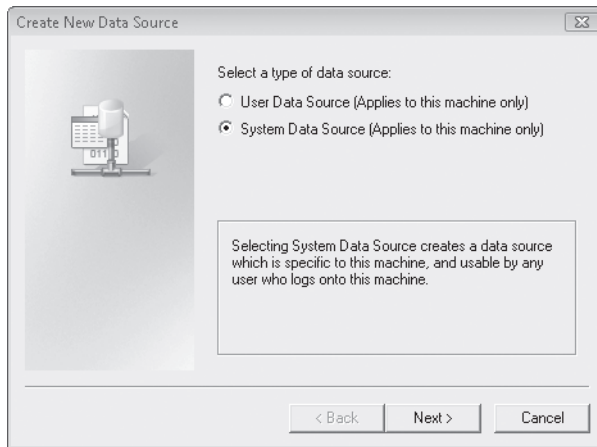 Create New Data Source
Select a type of data source:
User Data Source (Applies to this machine only)
System Data Source (Applies to this machine only)
011
Selecting System Data Source creates a data source
which is specific to this machine, and usable by any
user who logs onto this machine.
< Back
Next >
Cancel